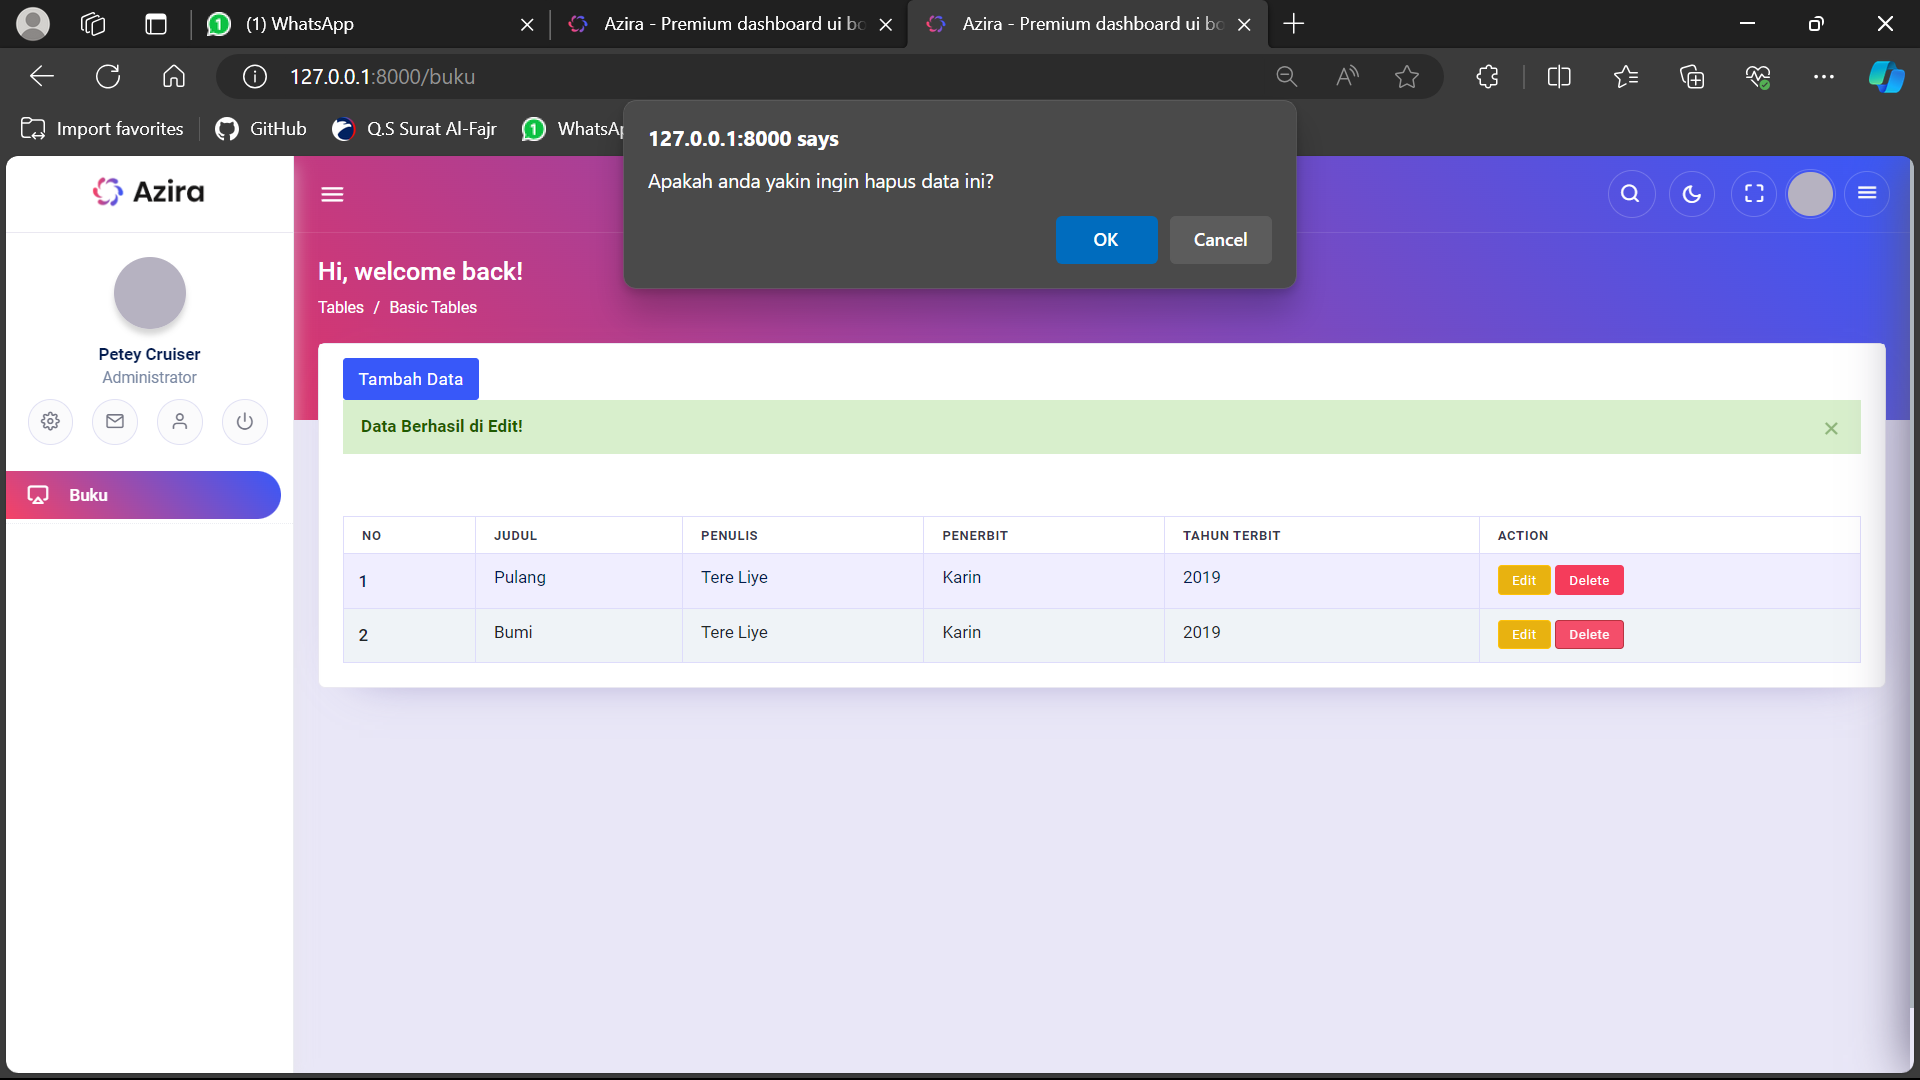 (1) WhatsApp
Azira - Premium dashboard ui bo
Azira - Premium dashboard ui bo
127.0.0.1:8000/buku
Import favorites
GitHub
Q.S Surat Al-Fajr
WhatsAp
127.0.0.1:8000 says
Apakah anda yakin ingin hapus data ini?
OK
Cancel
Azira
Hi, welcome back!
Tables / Basic Tables
Petey Cruiser
Administrator
Buku
Tambah Data
Data Berhasil di Edit!
NO JUDUL PENULIS PENERBIT TAHUN TERBIT ACTION
1 Pulang Tere Liye Karin 2019 Edit Delete
2 Bumi Tere Liye Karin 2019 Edit Delete